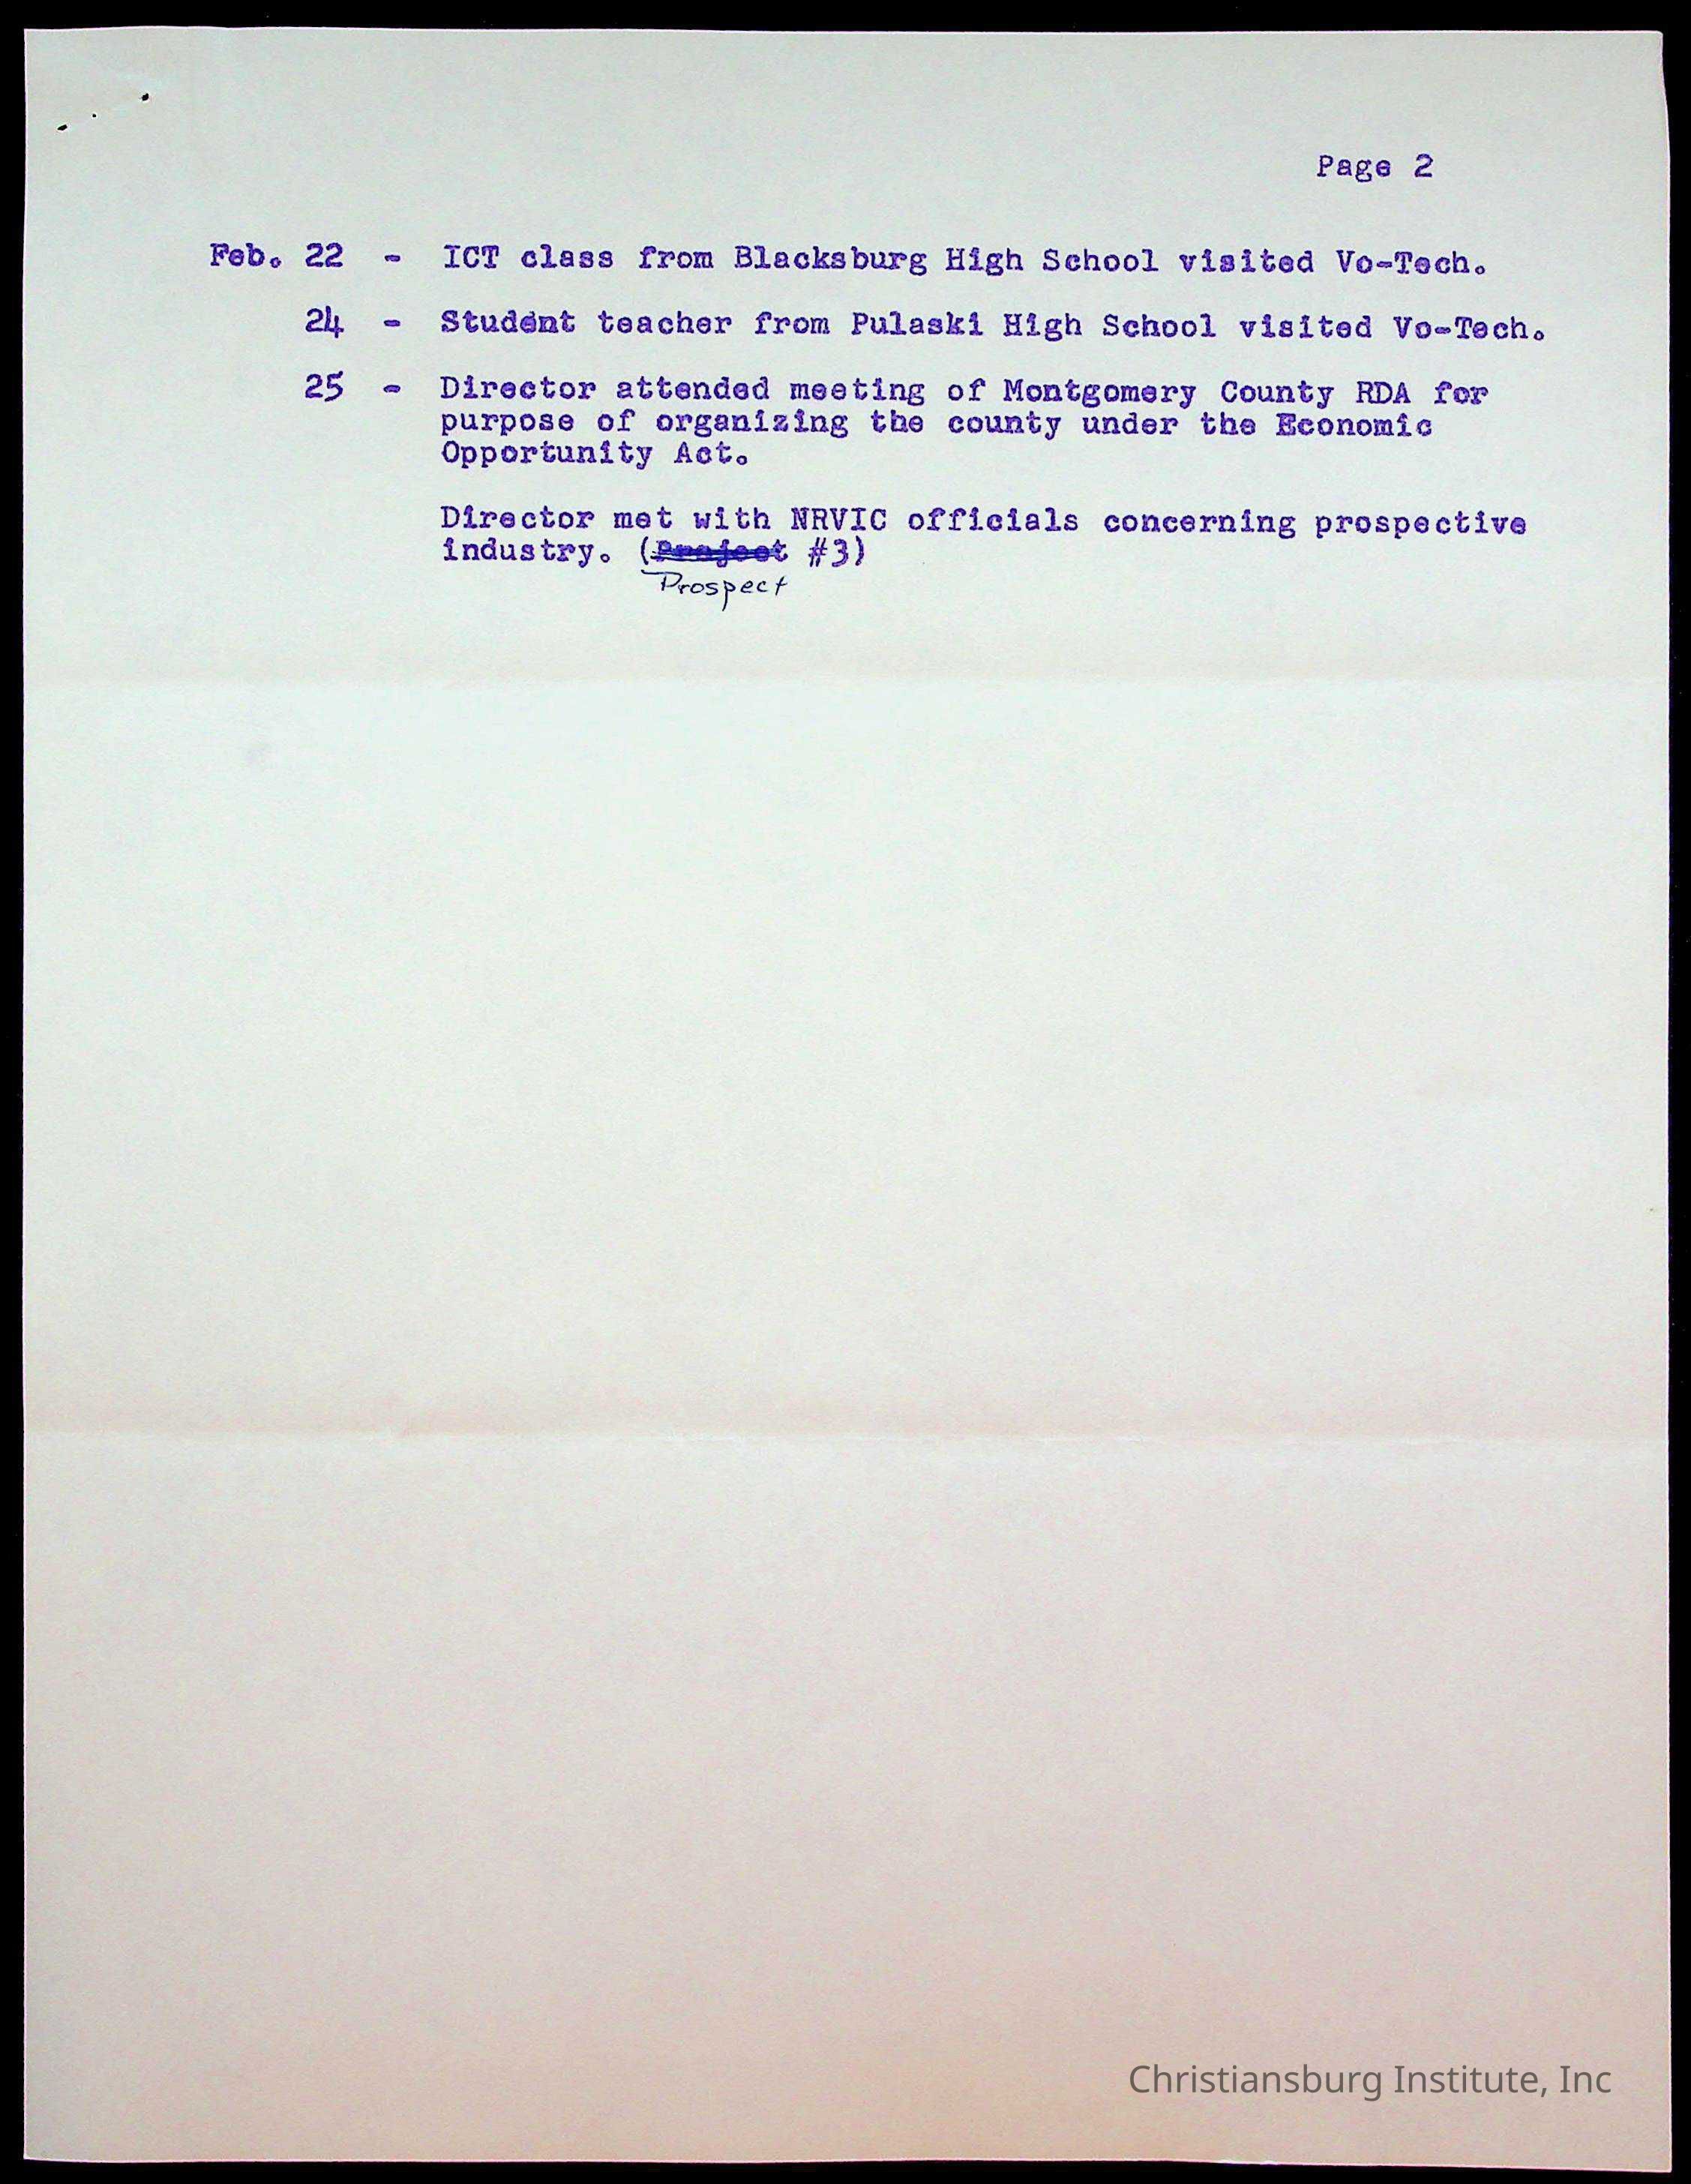 Page 2
Feb. 22 - ICT class from Blacksburg High School visited Vo-Tech.
24 - Student teacher from Pulaski High School visited Vo-Tech.
25 - Director attended meeting of Montgomery County RDA for
purpose of organizing the county under the Economic
Opportunity Act.
Director met with NRVIC officials concerning prospective
industry. (Project #3)
Prospect
Christiansburg Institute, Inc